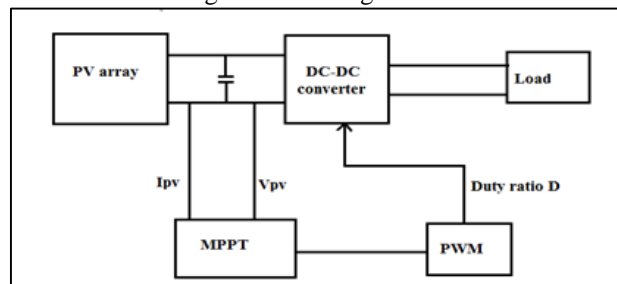 PV array
DC-DC
converter
Load
Ipv
Vpv
Duty ratio D
MPPT
PWM